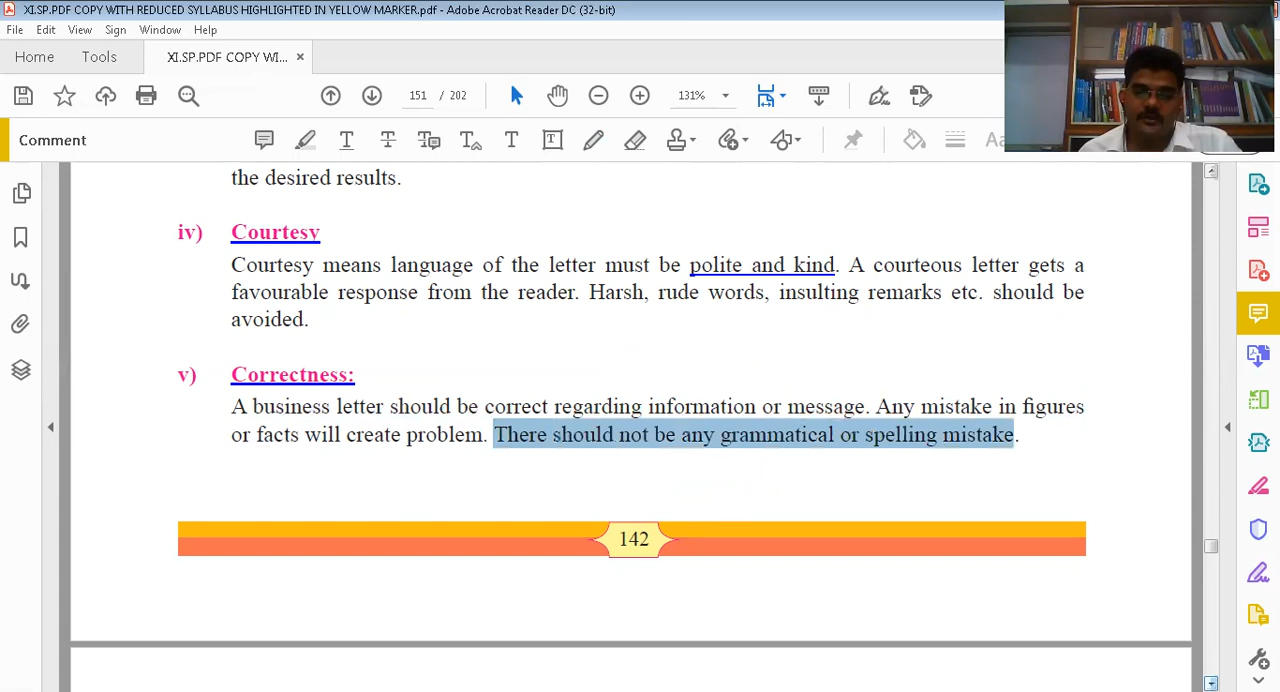 XI.SP.PDF COPY WITH REDUCED SYLLABUS HIGHLIGHTED IN YELLOW MARKER.pdf - Adobe Acrobat Reader DC (32-bit)
File Edit View Sign Window Help
Home Tools XI.SP.PDF COPY WI... ×
151 / 202 131%
Comment T T T T T Aa
the desired results.
iv) Courtesy
Courtesy means language of the letter must be polite and kind. A courteous letter gets a
favourable response from the reader. Harsh, rude words, insulting remarks etc. should be
avoided.
v) Correctness:
A business letter should be correct regarding information or message. Any mistake in figures
or facts will create problem. There should not be any grammatical or spelling mistake.
142